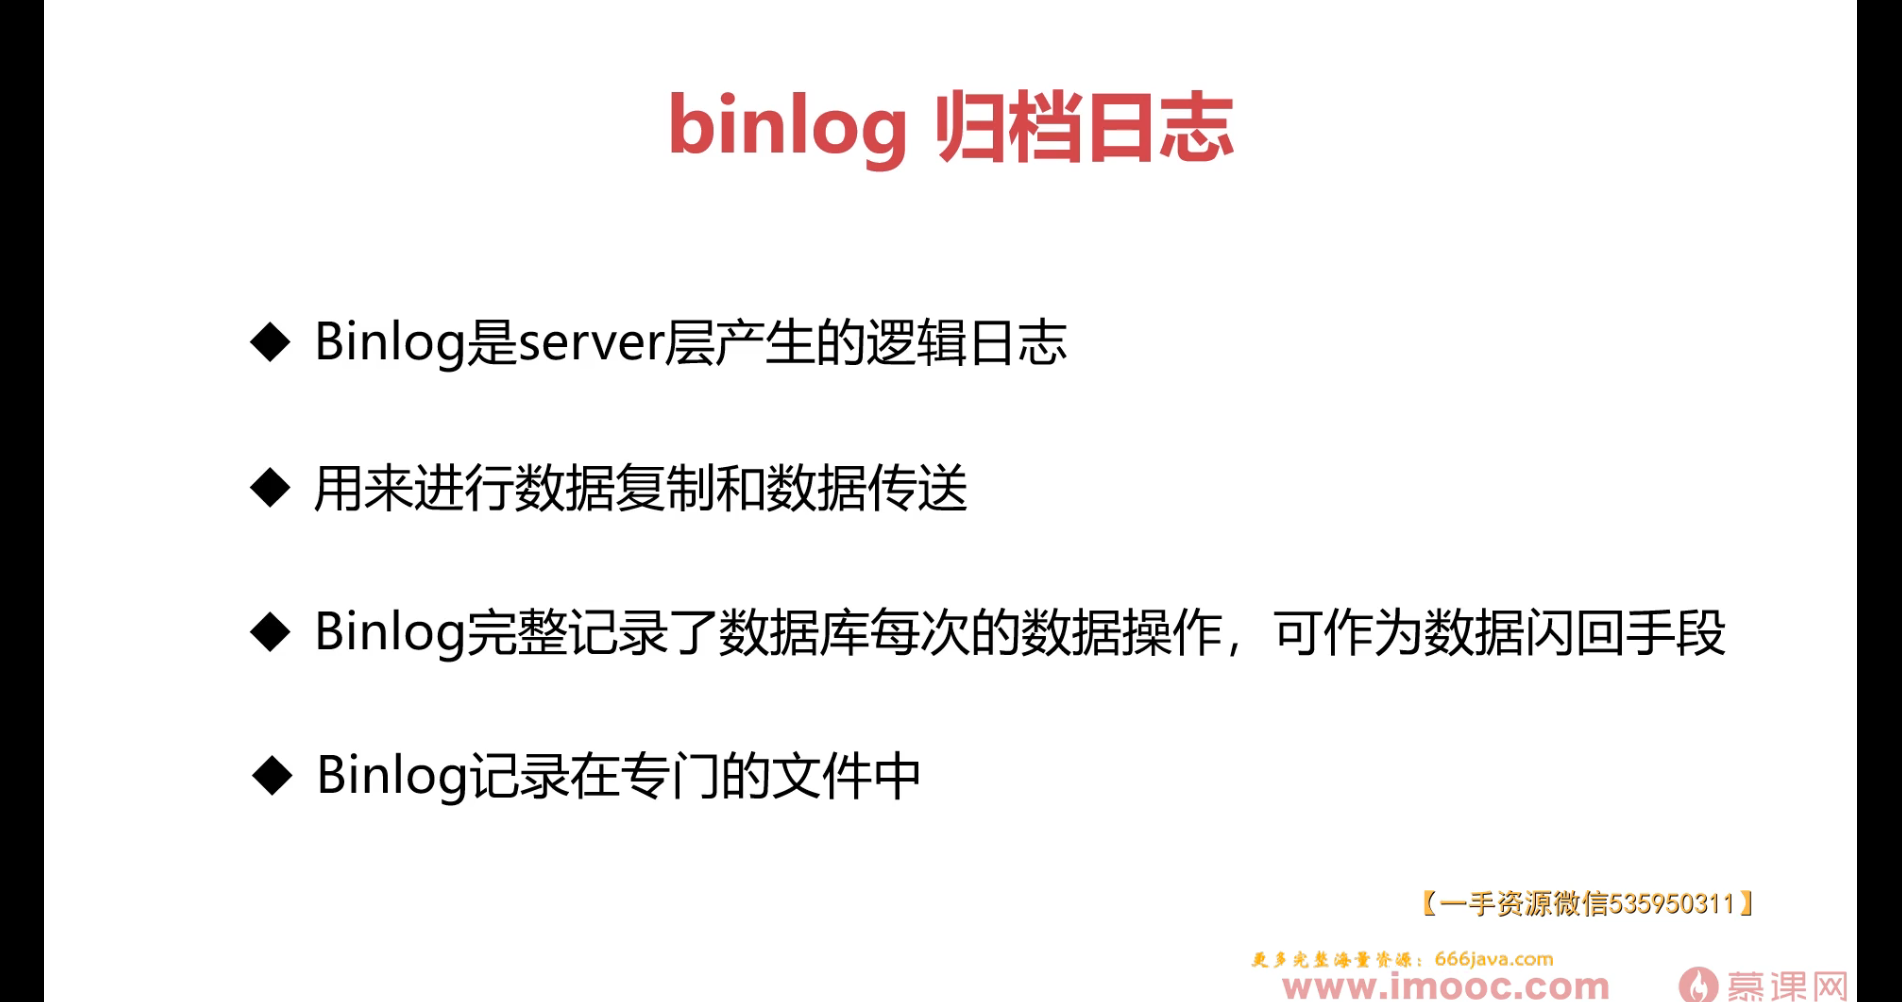 binlog 归档日志
◆ Binlog是server层产生的逻辑日志
◆ 用来进行数据复制和数据传送
◆ Binlog完整记录了数据库每次的数据操作，可作为数据闪回手段
◆ Binlog记录在专门的文件中
【一手资源微信535950311】
更多完整海量资源：666java.com
www.imooc.com 慕课网